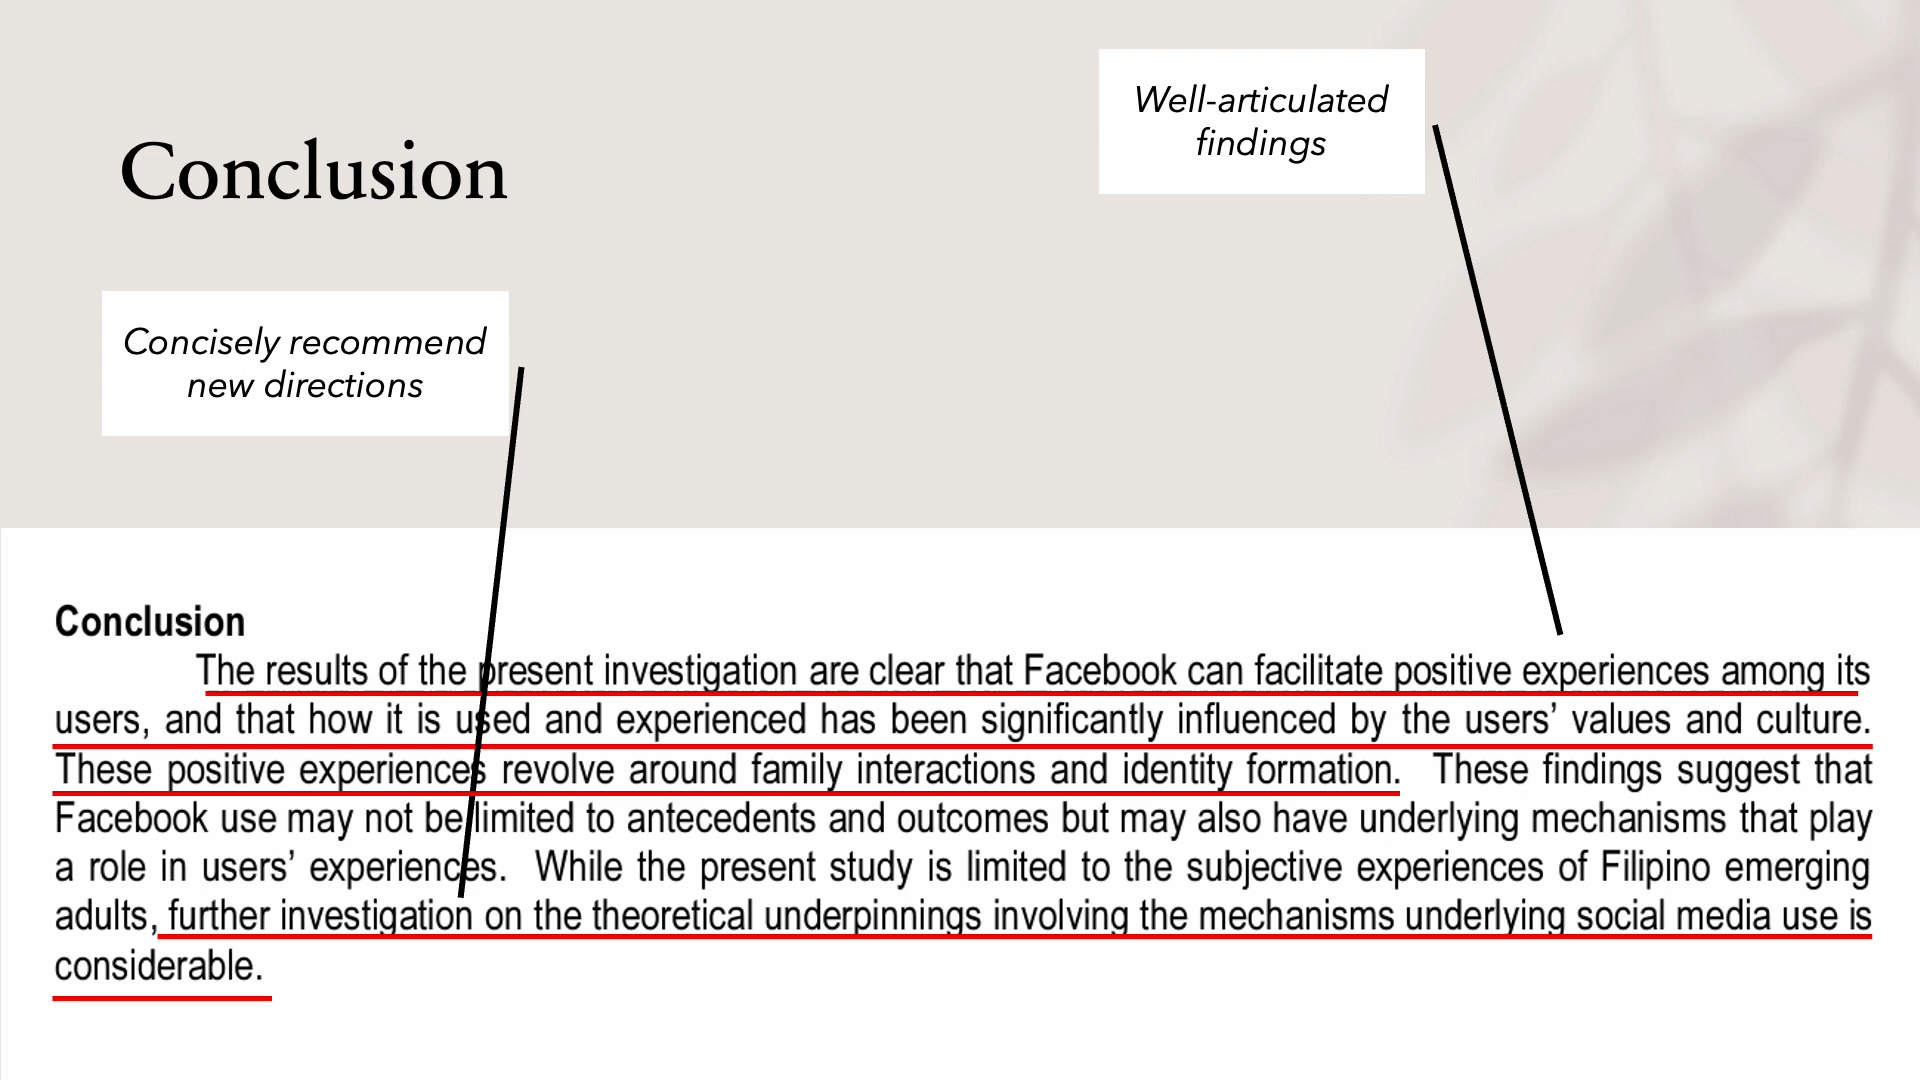 Well-articulated
findings
Conclusion
Concisely recommend
new directions
Conclusion
The results of the present investigation are clear that Facebook can facilitate positive experiences among its
users, and that how it is used and experienced has been significantly influenced by the users’ values and culture.
These positive experiences revolve around family interactions and identity formation. These findings suggest that
Facebook use may not be limited to antecedents and outcomes but may also have underlying mechanisms that play
a role in users’ experiences. While the present study is limited to the subjective experiences of Filipino emerging
adults, further investigation on the theoretical underpinnings involving the mechanisms underlying social media use is
considerable.